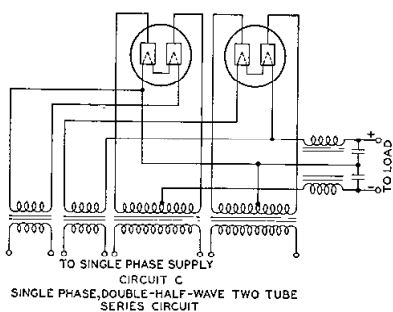 +
TO LOAD
-
TO SINGLE PHASE SUPPLY
CIRCUIT C
SINGLE PHASE,DOUBLE-HALF-WAVE TWO TUBE
SERIES CIRCUIT